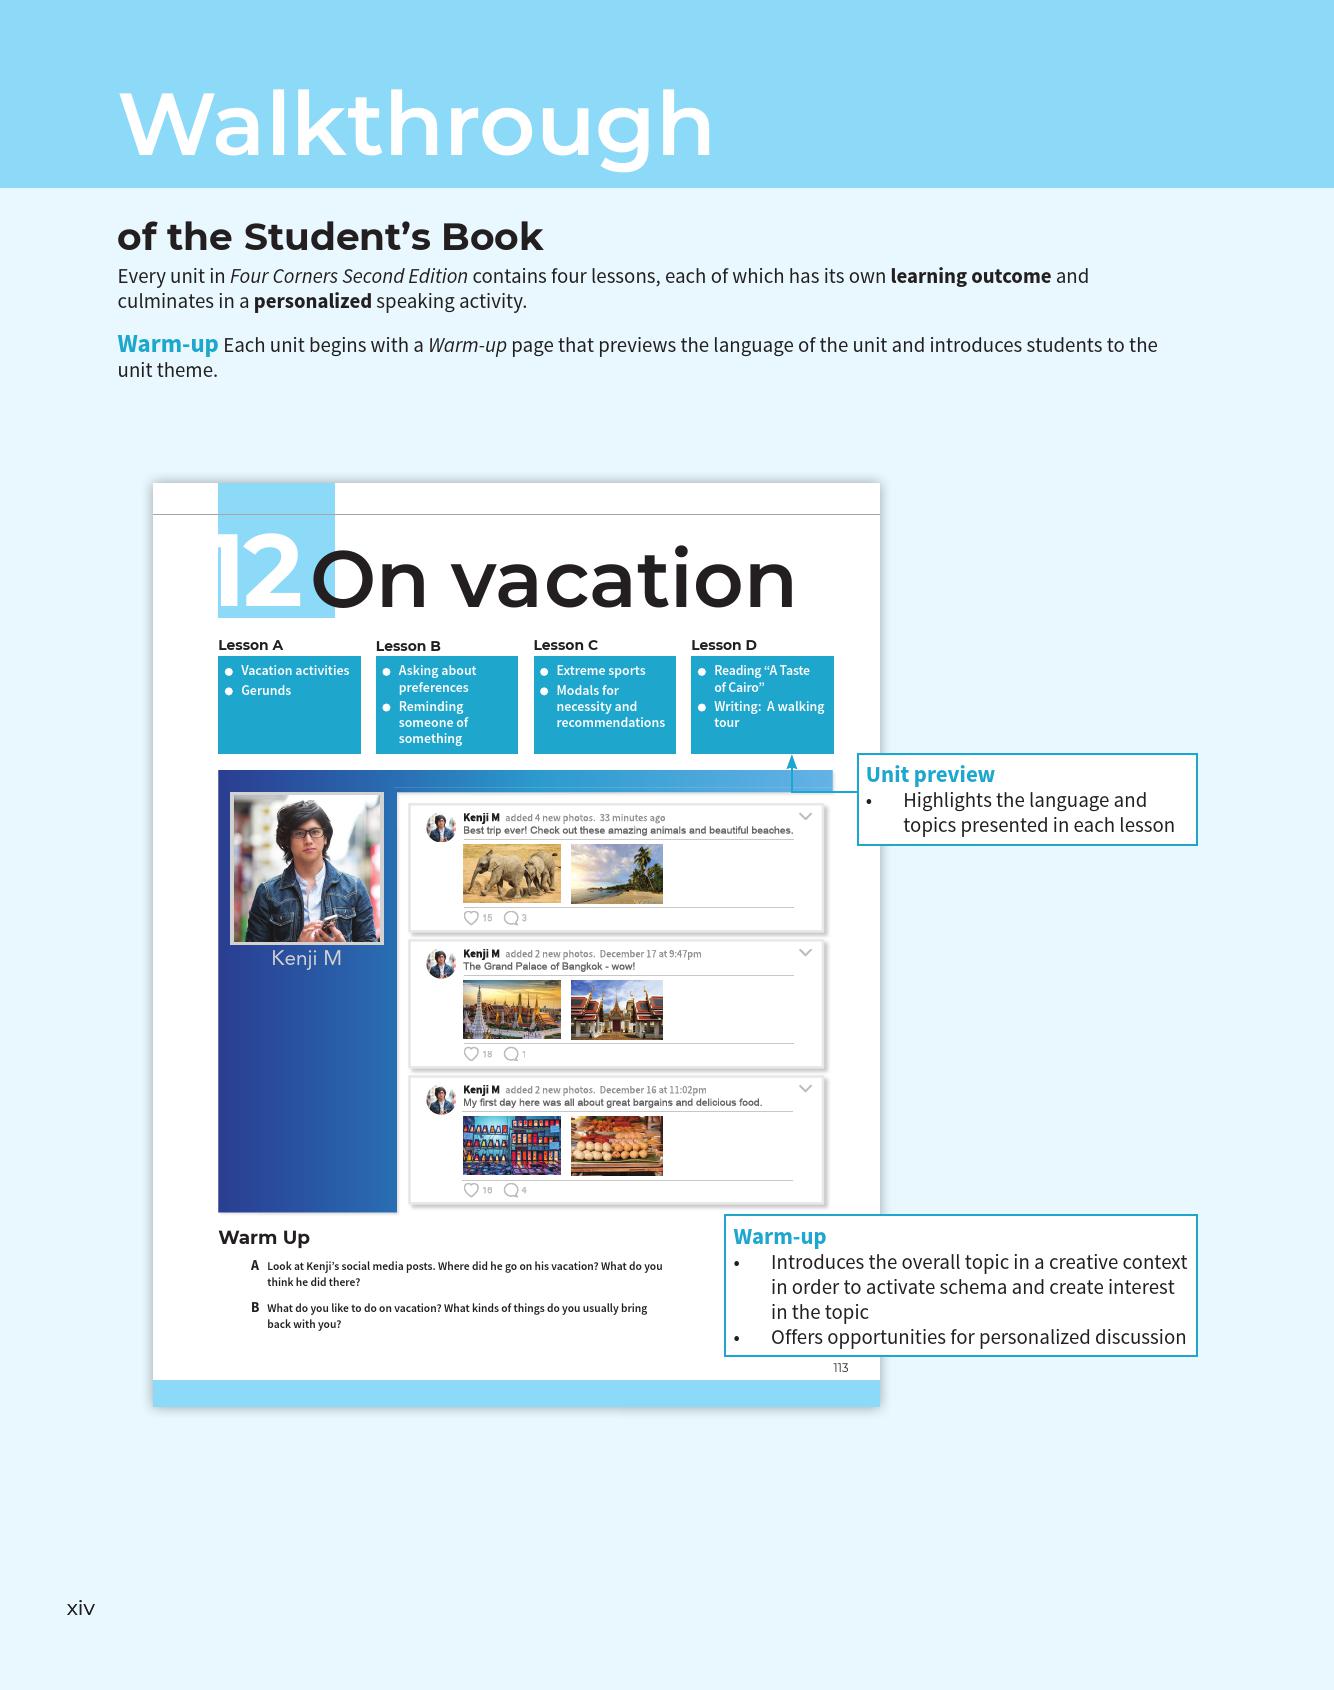 Walkthrough
of the Student’s Book
Every unit in Four Corners Second Edition contains four lessons, each of which has its own learning outcome and
culminates in a personalized speaking activity.
Warm-up Each unit begins with a Warm-up page that previews the language of the unit and introduces students to the
unit theme.
12 On vacation
Lesson A
● Vacation activities
● Gerunds
Lesson B
● Asking about
preferences
● Reminding
someone of
something
Lesson C
● Extreme sports
● Modals for
necessity and
recommendations
Lesson D
● Reading “A Taste
of Cairo”
● Writing: A walking
tour
Unit preview
• Highlights the language and
topics presented in each lesson
Kenji M
Kenji M added 4 new photos. 33 minutes ago
Best trip ever! Check out these amazing animals and beautiful beaches.
15 3
Kenji M added 2 new photos. December 17 at 9:47pm
The Grand Palace of Bangkok - wow!
18 1
Kenji M added 2 new photos. December 16 at 11:02pm
My first day here was all about great bargains and delicious food.
16 4
Warm Up
A Look at Kenji’s social media posts. Where did he go on his vacation? What do you
think he did there?
B What do you like to do on vacation? What kinds of things do you usually bring
back with you?
Warm-up
• Introduces the overall topic in a creative context
in order to activate schema and create interest
in the topic
• Offers opportunities for personalized discussion
113
xiv